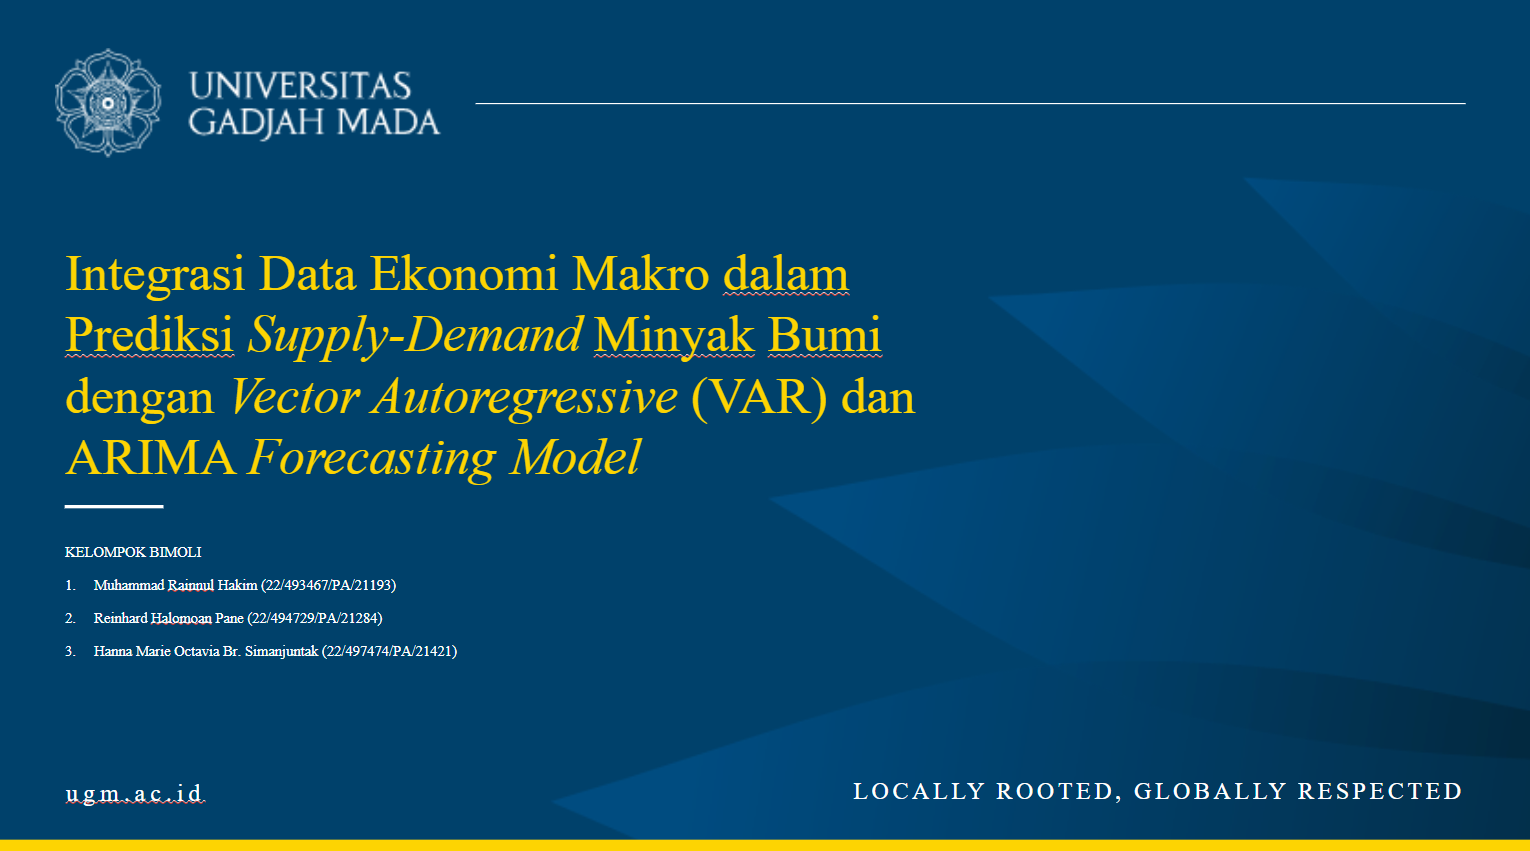 UNIVERSITAS
GADJAH MADA
Integrasi Data Ekonomi Makro dalam
Prediksi Supply-Demand Minyak Bumi
dengan Vector Autoregressive (VAR) dan
ARIMA Forecasting Model
KELOMPOK BIMOLI
1. Muhammad Rainnul Hakim (22/493467/PA/21193)
2. Reinhard Halomoan Pane (22/494729/PA/21284)
3. Hanna Marie Octavia Br. Simanjuntak (22/497474/PA/21421)
ugm.ac.id
LOCALLY ROOTED, GLOBALLY RESPECTED